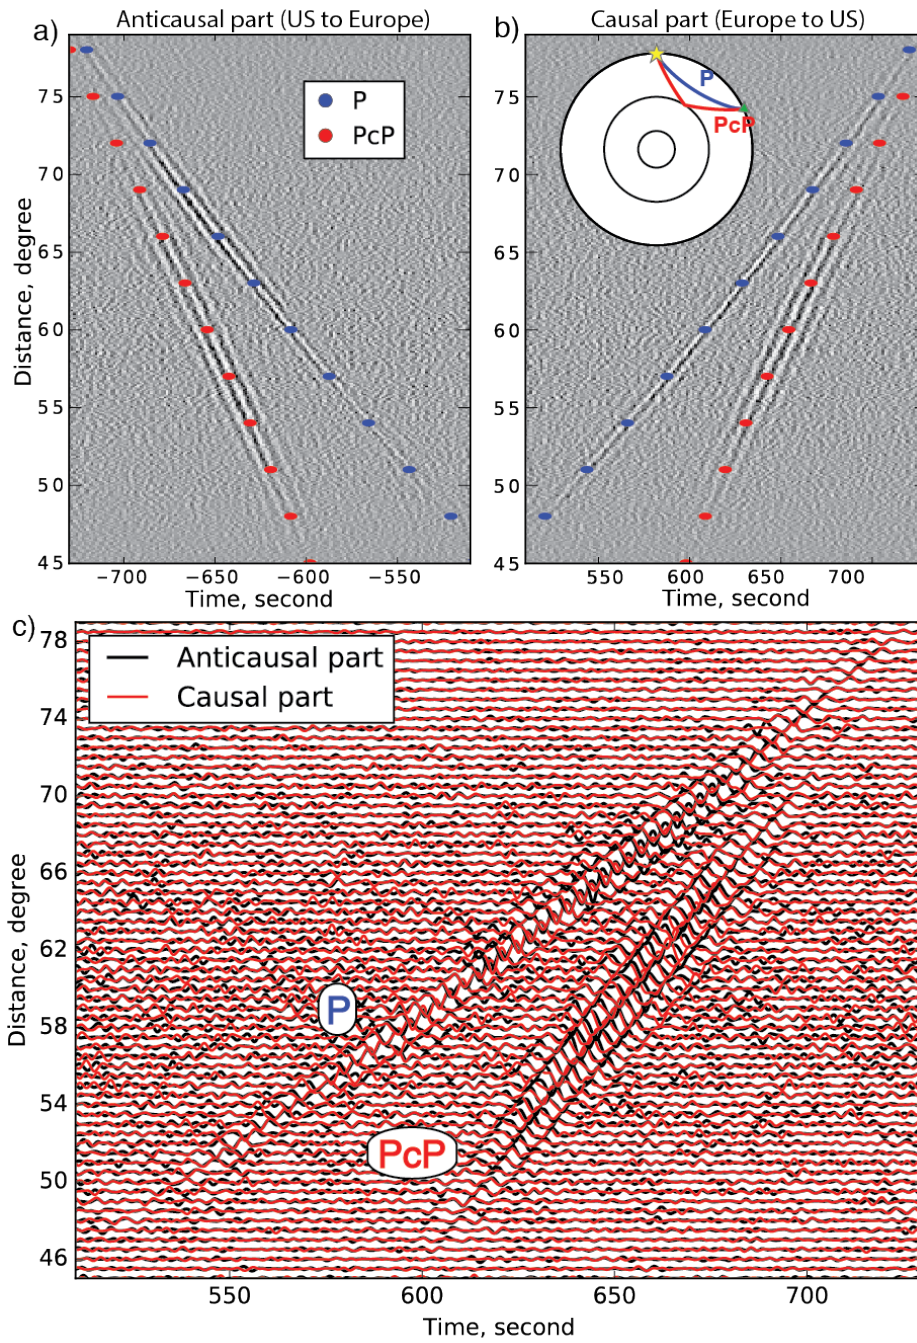 Anticausal part (US to Europe)
a)
P
PcP
75
70
65
60
55
50
45
Distance, degree
−700
−650
−600
−550
Time, second
Causal part (Europe to US)
b)
P
PcP
75
70
65
60
55
50
45
550
600
650
700
Time, second
c)
Anticausal part
Causal part
78
74
70
66
62
58
54
50
46
Distance, degree
P
PcP
550
600
650
700
Time, second